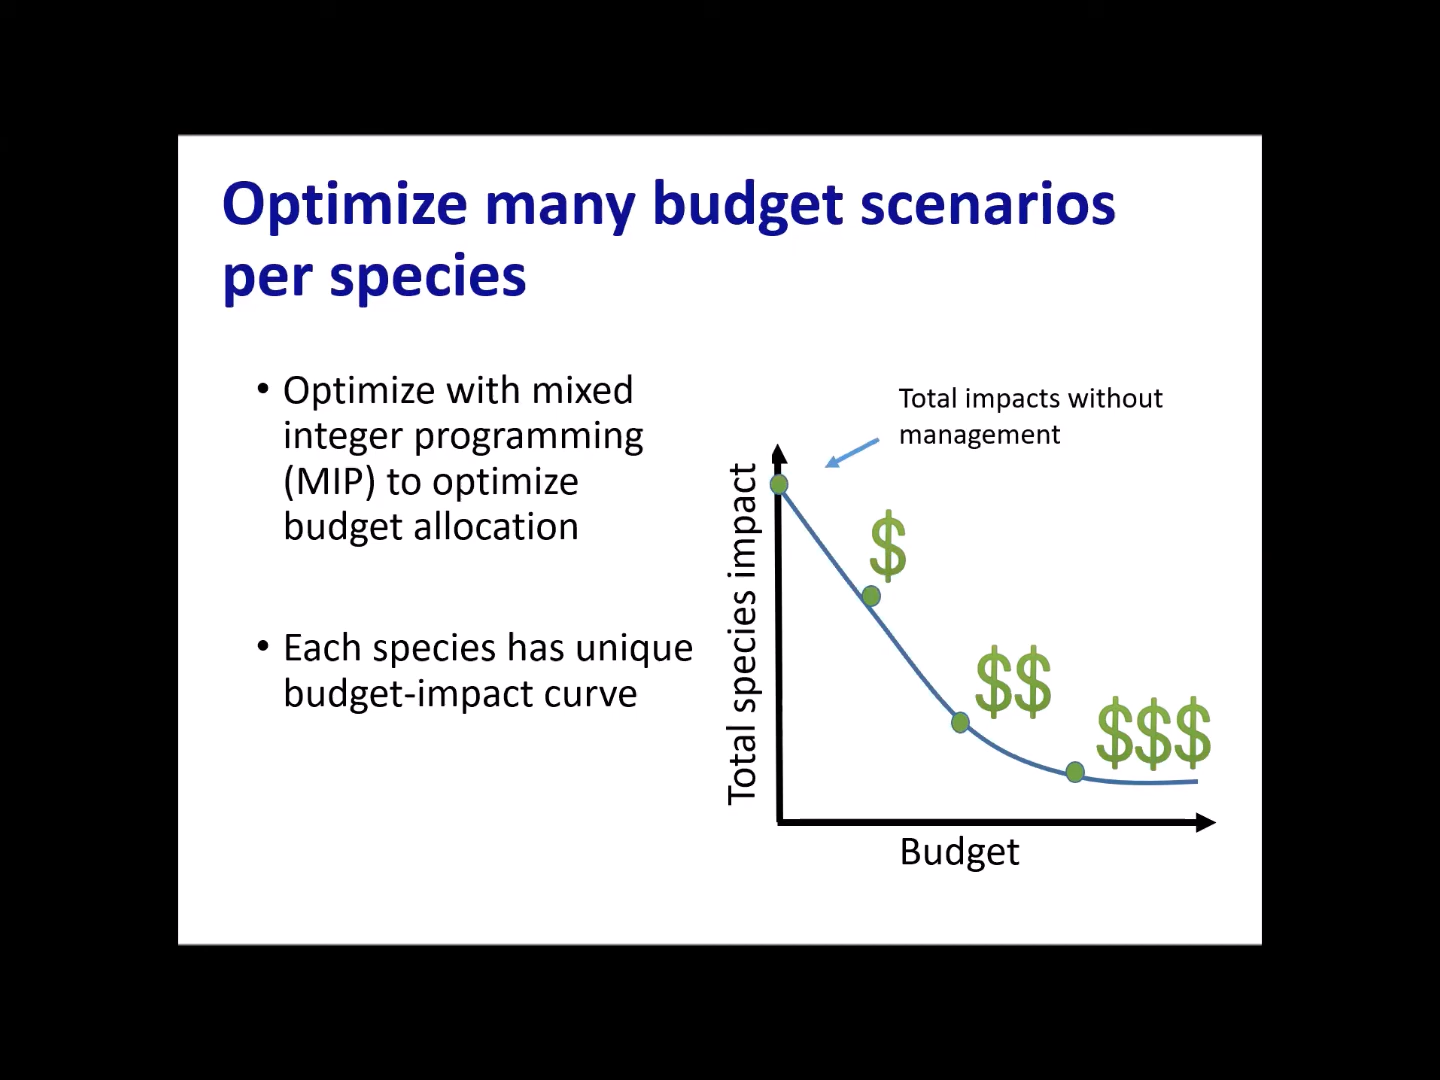 Optimize many budget scenarios
per species
• Optimize with mixed
integer programming
(MIP) to optimize
budget allocation
• Each species has unique
budget-impact curve
Total impacts without
management
Total species impact
$
$$
$$$
Budget